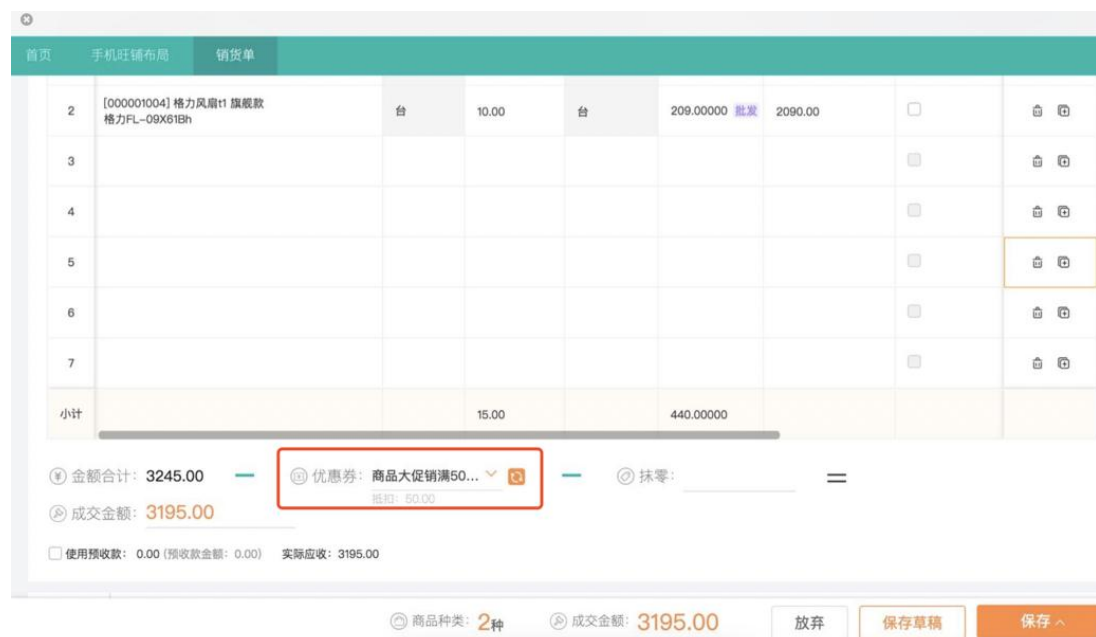 首页 手机旺铺布局 销货单
2 [000001004] 格力风扇t1 旗舰款 台 10.00 台 209.00000 批发 2090.00
格力FL-09X61Bh
3
4
5
6
7
小计 15.00 440.00000
金额合计: 3245.00 — 优惠券: 商品大促销满50... — 抹零: =
抵扣: 50.00
成交金额: 3195.00
使用预收款: 0.00 (预收款金额: 0.00) 实际应收: 3195.00
商品种类: 2种 成交金额: 3195.00 放弃 保存草稿 保存